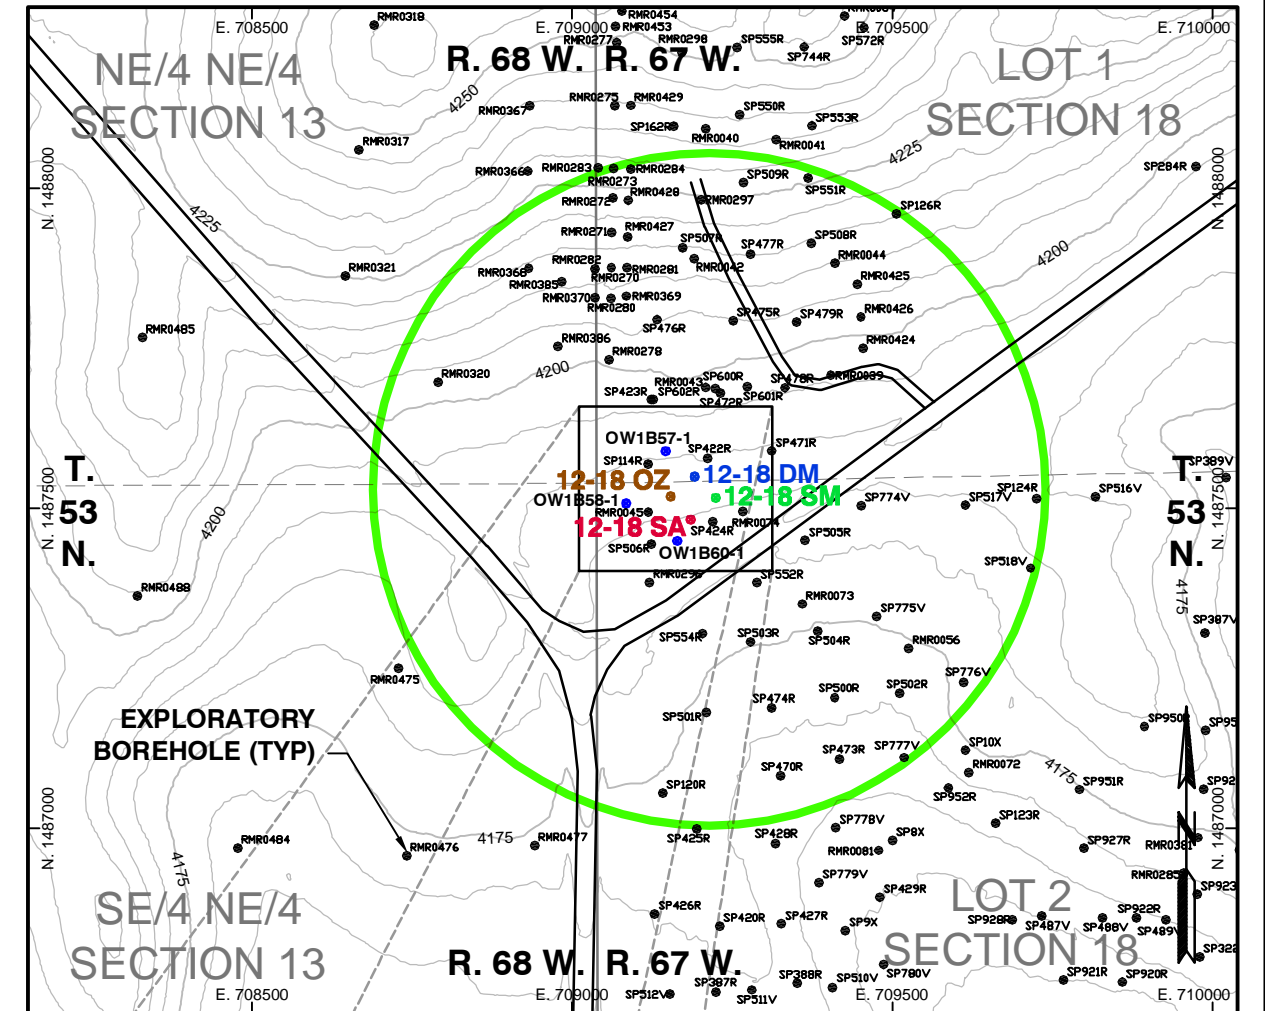 RMR0318
E. 708500
E. 709000
RMR0454
RMR0453
RMR0277
RMR0298
SP555R
SP744R
SP572R
E. 709500
E. 710000
R. 68 W.
R. 67 W.
NE/4 NE/4
SECTION 13
LOT 1
SECTION 18
4250
RMR0367
RMR0275
RMR0429
SP162R
RMR0040
SP550R
SP553R
RMR0041
4225
RMR0317
RMR0366
RMR0283
RMR0284
RMR0273
SP509R
SP551R
SP284R
N. 1488000
N. 1488000
RMR0272
RMR0428
RMR0297
SP126R
4225
RMR0271
RMR0427
SP507R
SP477R
SP508R
4200
RMR0282
RMR0368
RMR0281
RMR0270
RMR0042
RMR0044
RMR0321
RMR0385
RMR0425
RMR0370
RMR0369
RMR0280
SP476R
SP475R
SP479R
RMR0426
RMR0485
RMR0386
RMR0278
RMR0424
4200
RMR0320
SP423R
RMR0043
SP602R
SP600R
SP472R
SP601R
SP478R
RMR0039
OW1B57-1
SP422R
SP471R
SP114R
12-18 OZ
12-18 DM
T.
53
N.
T.
53
N.
SP389V
OW1B58-1
12-18 SM
SP774V
SP517V
SP124R
SP516V
N. 1487500
N. 1487500
4200
RMR0045
12-18 SA
SP424R
RMR0074
SP506R
OW1B60-1
SP505R
SP518V
RMR0488
SP552R
RMR0073
SP775V
4175
SP387V
SP554R
SP503R
SP504R
RMR0056
RMR0475
SP776V
SP474R
SP500R
SP502R
SP501R
EXPLORATORY
BOREHOLE (TYP)
SP473R
SP777V
SP10X
RMR0072
SP470R
4175
SP951R
SP120R
SP952R
SP123R
N. 1487000
N. 1487000
RMR0484
RMR0476
4175
RMR0477
SP425R
SP428R
SP778V
SP8X
RMR0081
SP927R
RMR0381
4175
SP779V
SP429R
RMR0285
SP923
SE/4 NE/4
SECTION 13
LOT 2
SECTION 18
SP426R
SP420R
SP427R
SP9X
SP928R
SP487V
SP488V
SP922R
SP489V
R. 68 W.
R. 67 W.
SP512V
SP387R
SP511V
SP388R
SP510V
SP780V
SP921R
SP920R
E. 708500
E. 709000
E. 709500
E. 710000